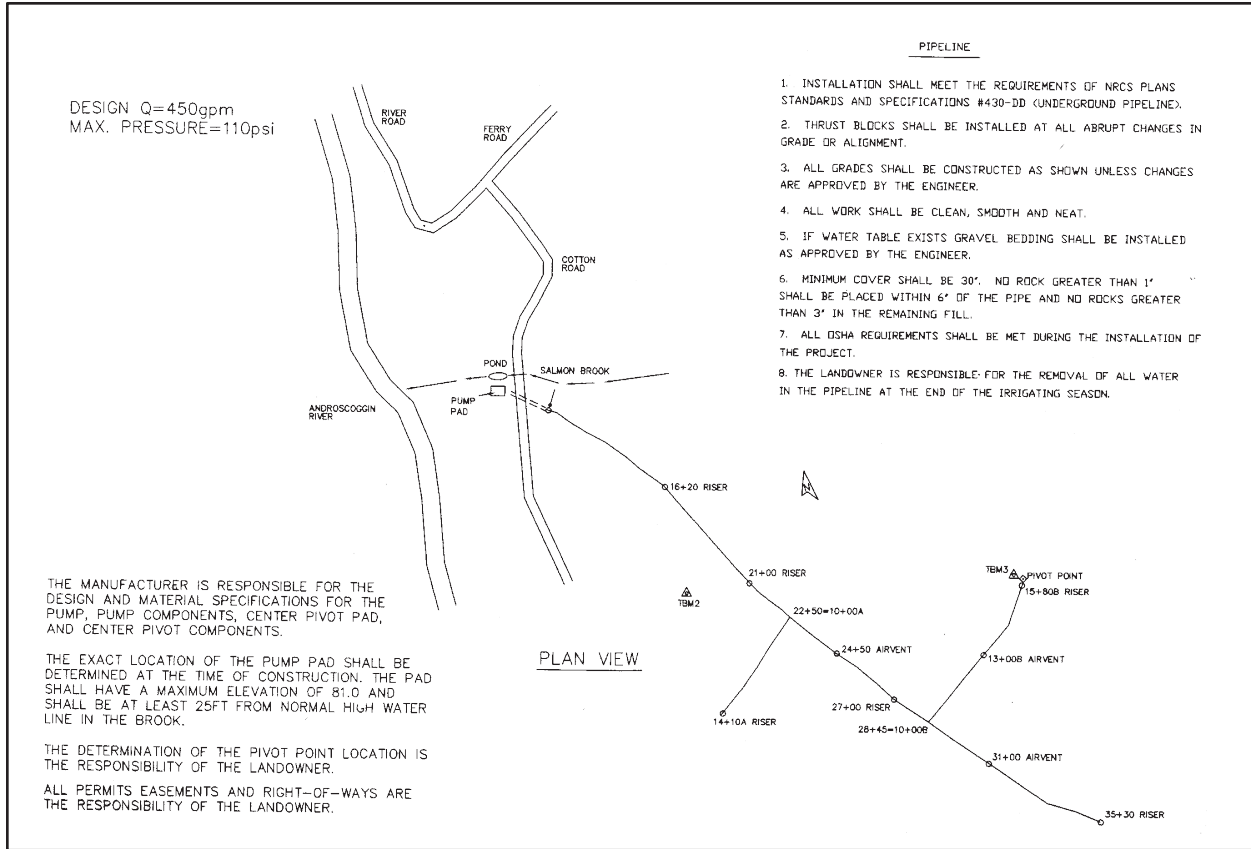 DESIGN Q=450gpm
MAX. PRESSURE=110psi
RIVER
ROAD
FERRY
ROAD
COTTON
ROAD
POND
SALMON BROOK
PUMP
PAD
ANDROSCOGGIN
RIVER
PIPELINE
1. INSTALLATION SHALL MEET THE REQUIREMENTS OF NRCS PLANS
STANDARDS AND SPECIFICATIONS #430-DD (UNDERGROUND PIPELINE).
2. THRUST BLOCKS SHALL BE INSTALLED AT ALL ABRUPT CHANGES IN
GRADE OR ALIGNMENT.
3. ALL GRADES SHALL BE CONSTRUCTED AS SHOWN UNLESS CHANGES
ARE APPROVED BY THE ENGINEER.
4. ALL WORK SHALL BE CLEAN, SMOOTH AND NEAT.
5. IF WATER TABLE EXISTS GRAVEL BEDDING SHALL BE INSTALLED
AS APPROVED BY THE ENGINEER.
6. MINIMUM COVER SHALL BE 30". NO ROCK GREATER THAN 1"
SHALL BE PLACED WITHIN 6" OF THE PIPE AND NO ROCKS GREATER
THAN 3" IN THE REMAINING FILL.
7. ALL OSHA REQUIREMENTS SHALL BE MET DURING THE INSTALLATION OF
THE PROJECT.
8. THE LANDOWNER IS RESPONSIBLE FOR THE REMOVAL OF ALL WATER
IN THE PIPELINE AT THE END OF THE IRRIGATING SEASON.
16+20 RISER
N
21+00 RISER
TBM2
22+50=10+00A
24+50 AIRVENT
14+10A RISER
27+00 RISER
28+45=10+00B
TBM3
PIVOT POINT
15+80B RISER
13+00B AIRVENT
31+00 AIRVENT
35+30 RISER
PLAN VIEW
THE MANUFACTURER IS RESPONSIBLE FOR THE
DESIGN AND MATERIAL SPECIFICATIONS FOR THE
PUMP, PUMP COMPONENTS, CENTER PIVOT PAD,
AND CENTER PIVOT COMPONENTS.
THE EXACT LOCATION OF THE PUMP PAD SHALL BE
DETERMINED AT THE TIME OF CONSTRUCTION. THE PAD
SHALL HAVE A MAXIMUM ELEVATION OF 81.0 AND
SHALL BE AT LEAST 25FT FROM NORMAL HIGH WATER
LINE IN THE BROOK.
THE DETERMINATION OF THE PIVOT POINT LOCATION IS
THE RESPONSIBILITY OF THE LANDOWNER.
ALL PERMITS EASEMENTS AND RIGHT-OF-WAYS ARE
THE RESPONSIBILITY OF THE LANDOWNER.